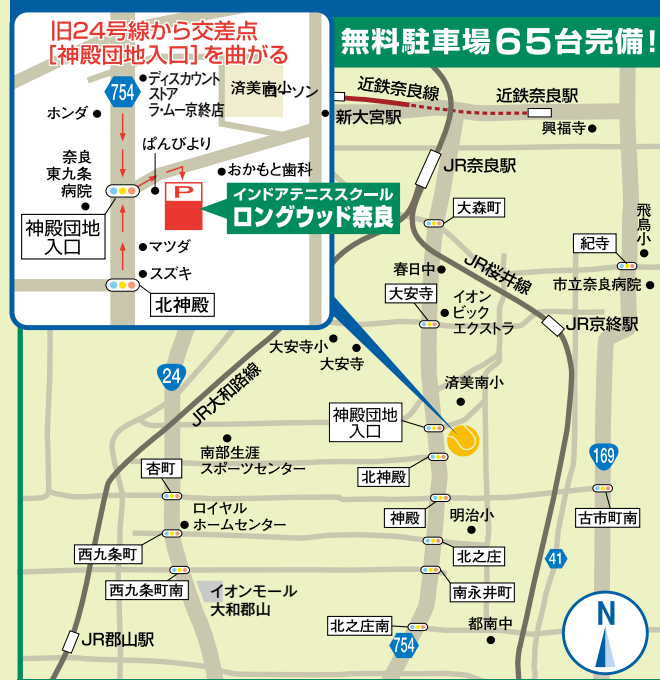 旧24号線から交差点
[神殿団地入口]を曲がる
無料駐車場65台完備!
754
ディスカウント
ストア
ラ・ムー京終店
済美南小
ローソン
ホンダ
ぱんびより
奈良
東九条
病院
おかもと歯科
P
インドアテニススクール
ロングウッド奈良
神殿団地
入口
マツダ
スズキ
北神殿
近鉄奈良線
近鉄奈良駅
新大宮駅
興福寺
JR奈良駅
大森町
飛鳥小
紀寺
春日中
JR桜井線
市立奈良病院
大安寺
イオン
ビック
エクストラ
JR京終駅
大安寺小
大安寺
24
JR大和路線
済美南小
神殿団地
入口
南部生涯
スポーツセンター
杏町
北神殿
169
ロイヤル
ホームセンター
神殿
明治小
古市町南
西九条町
北之庄
41
西九条町南
イオンモール
大和郡山
南永井町
N
北之庄南
都南中
754
JR郡山駅